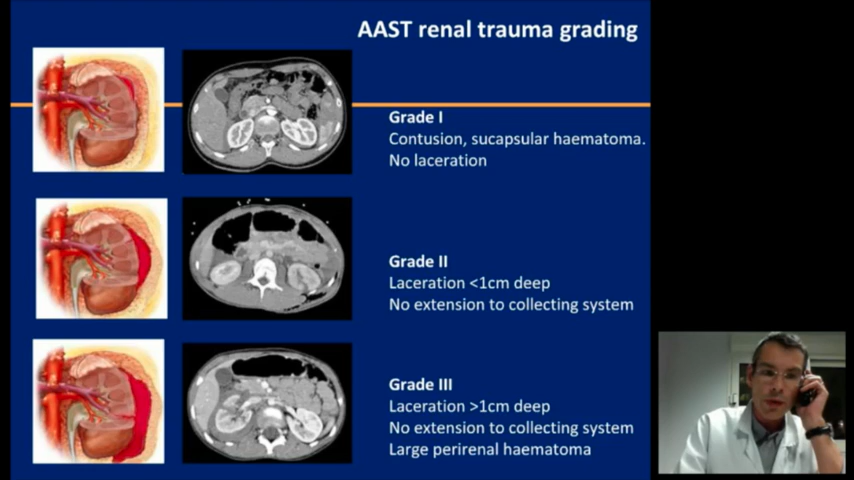 AAST renal trauma grading
Grade I
Contusion, sucapsular haematoma.
No laceration
Grade II
Laceration <1cm deep
No extension to collecting system
Grade III
Laceration >1cm deep
No extension to collecting system
Large perirenal haematoma